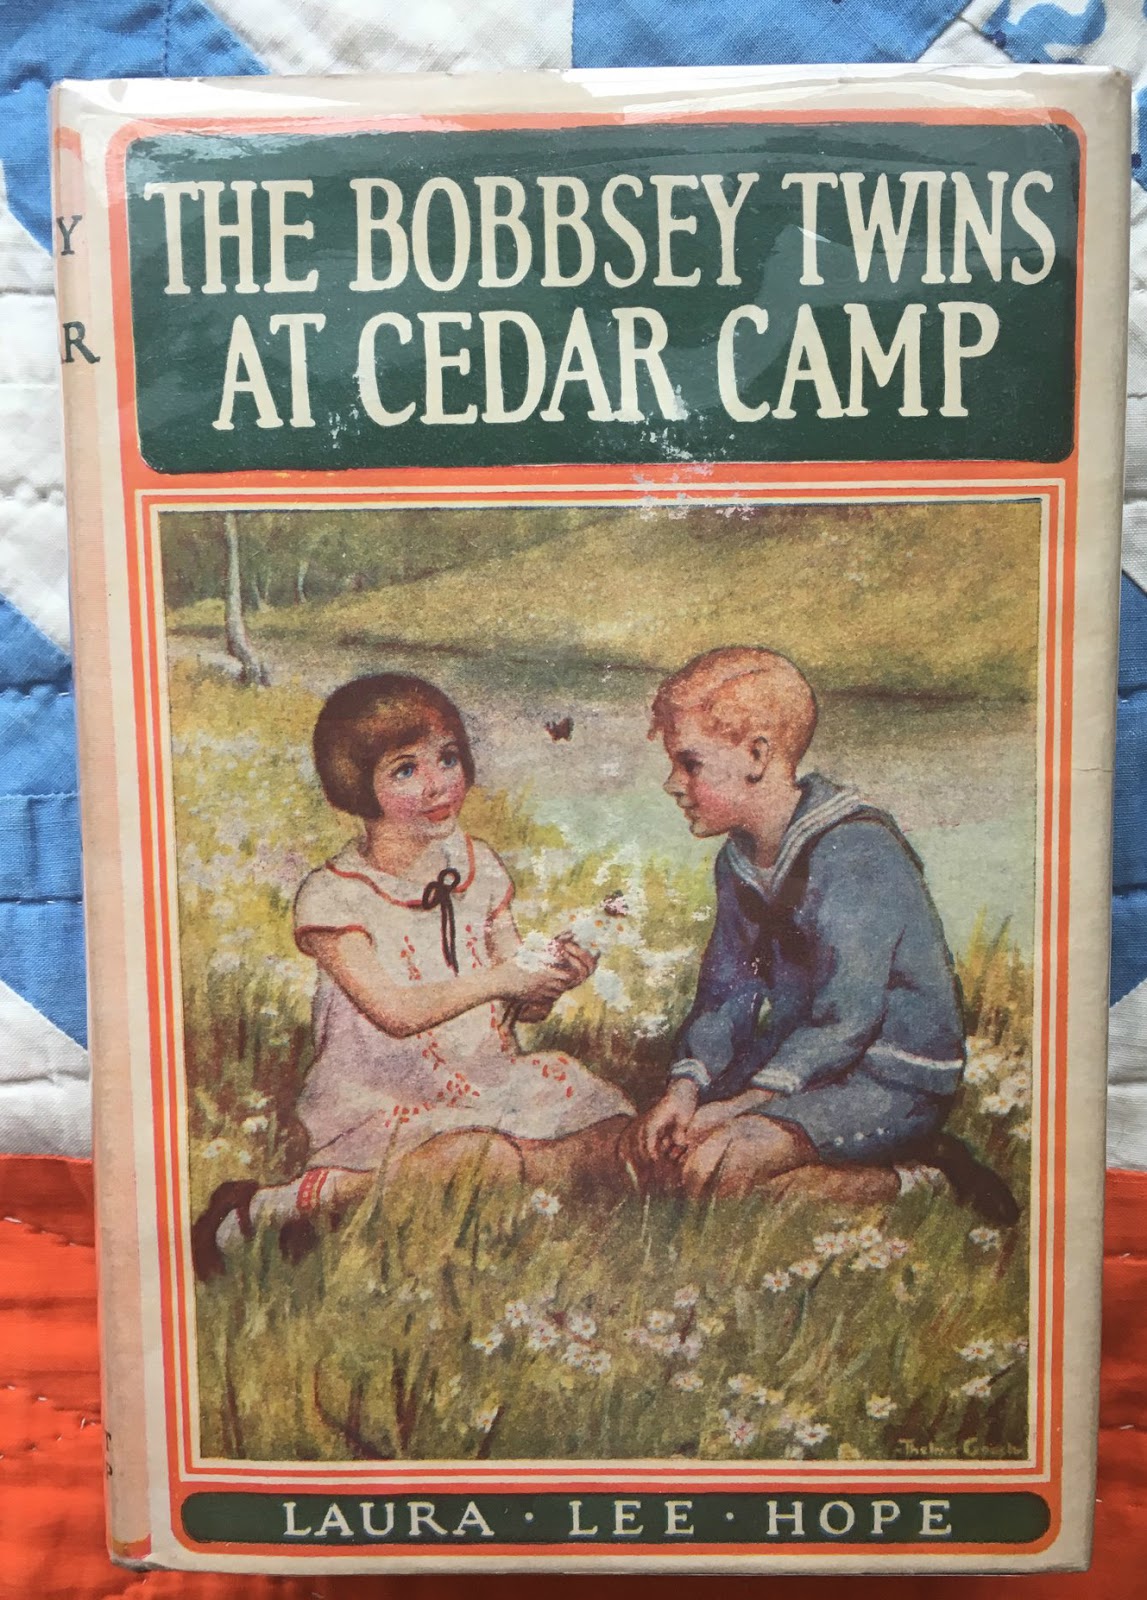 THE BOBBSEY TWINS
AT CEDAR CAMP
Y
R
LAURA · LEE · HOPE